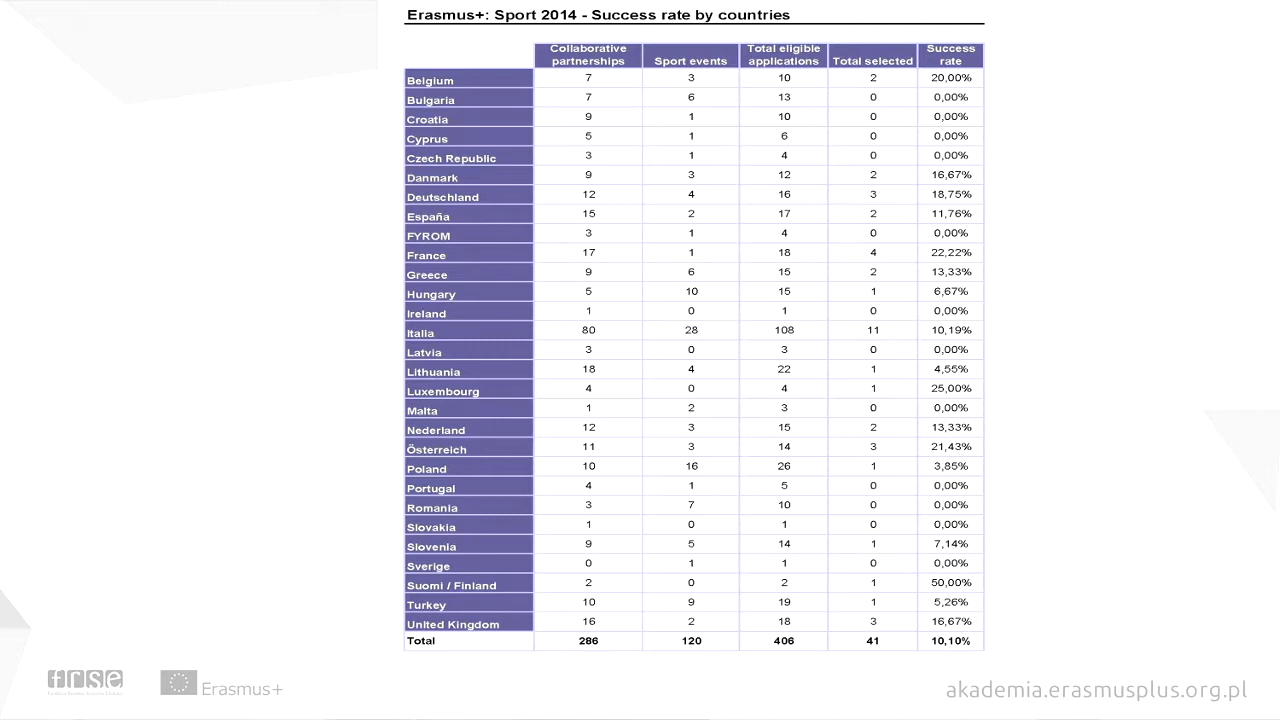 Erasmus+: Sport 2014 - Success rate by countries
Collaborative partnerships Sport events Total eligible applications Total selected Success rate
Belgium 7 3 10 2 20,00%
Bulgaria 7 6 13 0 0,00%
Croatia 9 1 10 0 0,00%
Cyprus 5 1 6 0 0,00%
Czech Republic 3 1 4 0 0,00%
Danmark 9 3 12 2 16,67%
Deutschland 12 4 16 3 18,75%
España 15 2 17 2 11,76%
FYROM 3 1 4 0 0,00%
France 17 1 18 4 22,22%
Greece 9 6 15 2 13,33%
Hungary 5 10 15 1 6,67%
Ireland 1 0 1 0 0,00%
Italia 80 28 108 11 10,19%
Latvia 3 0 3 0 0,00%
Lithuania 18 4 22 1 4,55%
Luxembourg 4 0 4 1 25,00%
Malta 1 2 3 0 0,00%
Nederland 12 3 15 2 13,33%
Österreich 11 3 14 3 21,43%
Poland 10 16 26 1 3,85%
Portugal 4 1 5 0 0,00%
Romania 3 7 10 0 0,00%
Slovakia 1 0 1 0 0,00%
Slovenia 9 5 14 1 7,14%
Sverige 0 1 1 0 0,00%
Suomi / Finland 2 0 2 1 50,00%
Turkey 10 9 19 1 5,26%
United Kingdom 16 2 18 3 16,67%
Total 286 120 406 41 10,10%
frse
Erasmus+
akademia.erasmusplus.org.pl